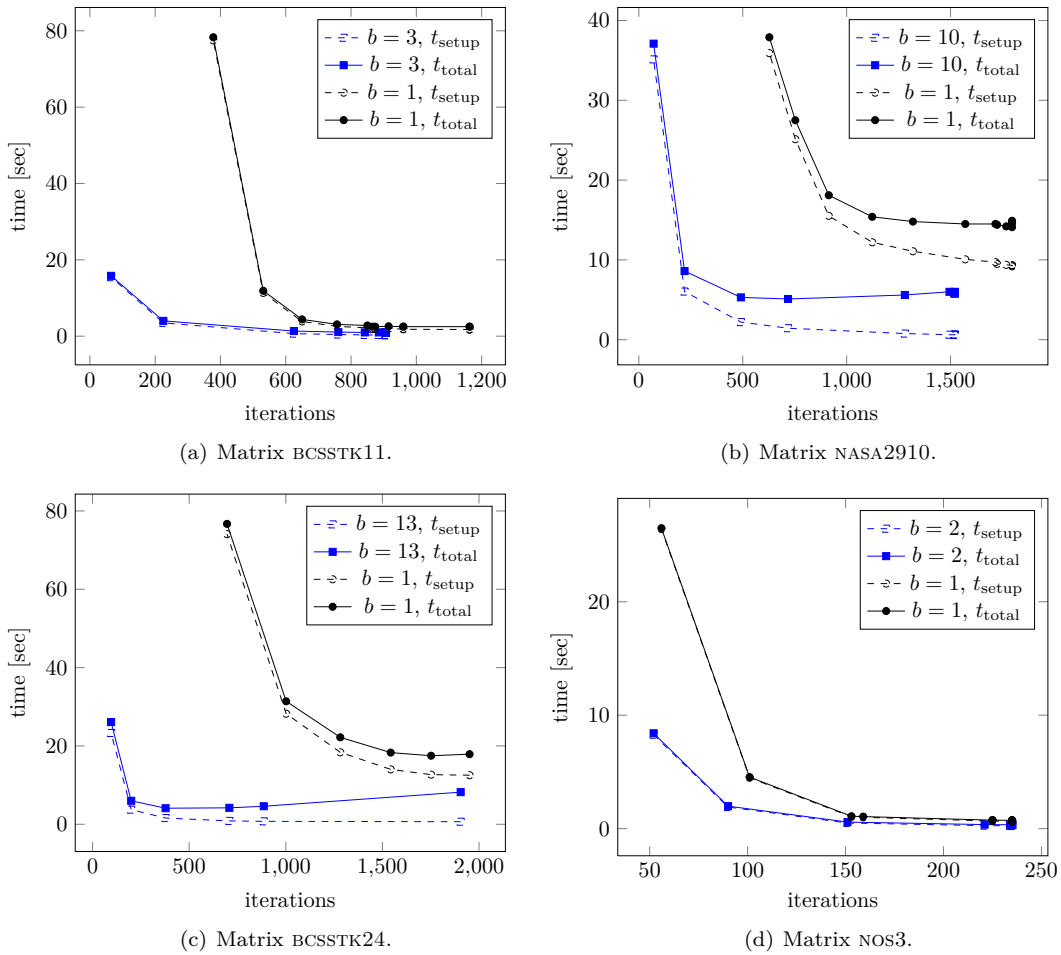 80
60
40
20
0
time [sec]
0 200 400 600 800 1,000 1,200
iterations
b = 3, t_setup
b = 3, t_total
b = 1, t_setup
b = 1, t_total
(a) Matrix BCSSTK11.
40
30
20
10
0
time [sec]
0 500 1,000 1,500
iterations
b = 10, t_setup
b = 10, t_total
b = 1, t_setup
b = 1, t_total
(b) Matrix NASA2910.
80
60
40
20
0
time [sec]
0 500 1,000 1,500 2,000
iterations
b = 13, t_setup
b = 13, t_total
b = 1, t_setup
b = 1, t_total
(c) Matrix BCSSTK24.
20
10
0
time [sec]
50 100 150 200 250
iterations
b = 2, t_setup
b = 2, t_total
b = 1, t_setup
b = 1, t_total
(d) Matrix NOS3.